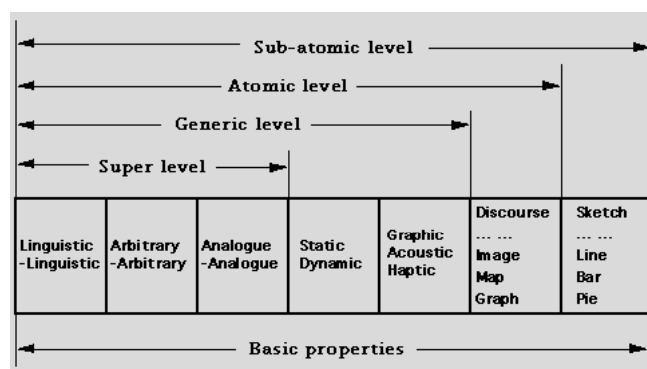 Sub-atomic level
Atomic level
Generic level
Super level
Linguistic
-Linguistic
Arbitrary
-Arbitrary
Analogue
-Analogue
Static
Dynamic
Graphic
Acoustic
Haptic
Discourse
... ...
Image
Map
Graph
Sketch
... ...
Line
Bar
Pie
Basic properties